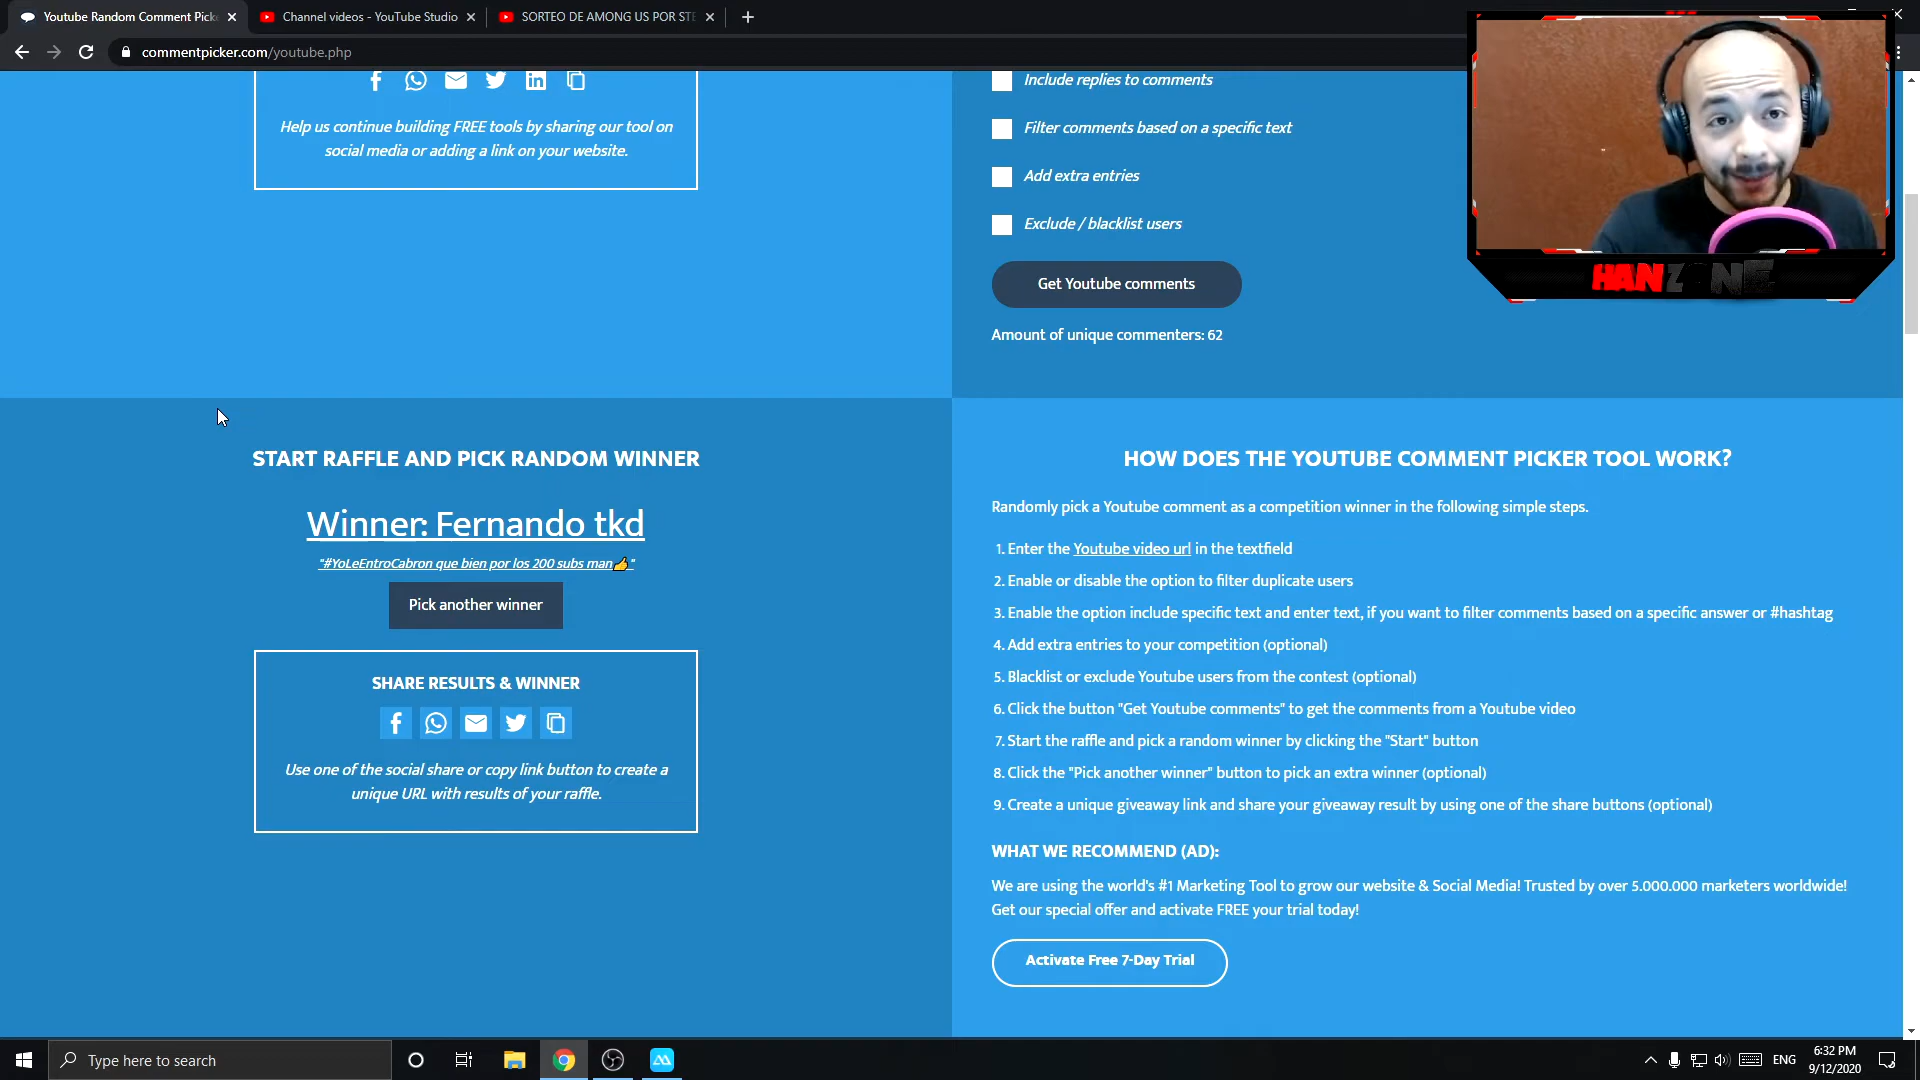 Youtube Random Comment Pick
Channel videos - YouTube Studio
SORTEO DE AMONG US POR STE
commentpicker.com/youtube.php
Help us continue building FREE tools by sharing our tool on
social media or adding a link on your website.
Include replies to comments
Filter comments based on a specific text
Add extra entries
Exclude / blacklist users
Get Youtube comments
Amount of unique commenters: 62
HANZONE
START RAFFLE AND PICK RANDOM WINNER
Winner: Fernando tkd
"#YoLeEntroCabron que bien por los 200 subs man👍"
Pick another winner
SHARE RESULTS & WINNER
Use one of the social share or copy link button to create a
unique URL with results of your raffle.
HOW DOES THE YOUTUBE COMMENT PICKER TOOL WORK?
Randomly pick a Youtube comment as a competition winner in the following simple steps.
1. Enter the Youtube video url in the textfield
2. Enable or disable the option to filter duplicate users
3. Enable the option include specific text and enter text, if you want to filter comments based on a specific answer or #hashtag
4. Add extra entries to your competition (optional)
5. Blacklist or exclude Youtube users from the contest (optional)
6. Click the button "Get Youtube comments" to get the comments from a Youtube video
7. Start the raffle and pick a random winner by clicking the "Start" button
8. Click the "Pick another winner" button to pick an extra winner (optional)
9. Create a unique giveaway link and share your giveaway result by using one of the share buttons (optional)
WHAT WE RECOMMEND (AD):
We are using the world's #1 Marketing Tool to grow our website & Social Media! Trusted by over 5.000.000 marketers worldwide!
Get our special offer and activate FREE your trial today!
Activate Free 7-Day Trial
Type here to search
ENG
6:32 PM
9/12/2020